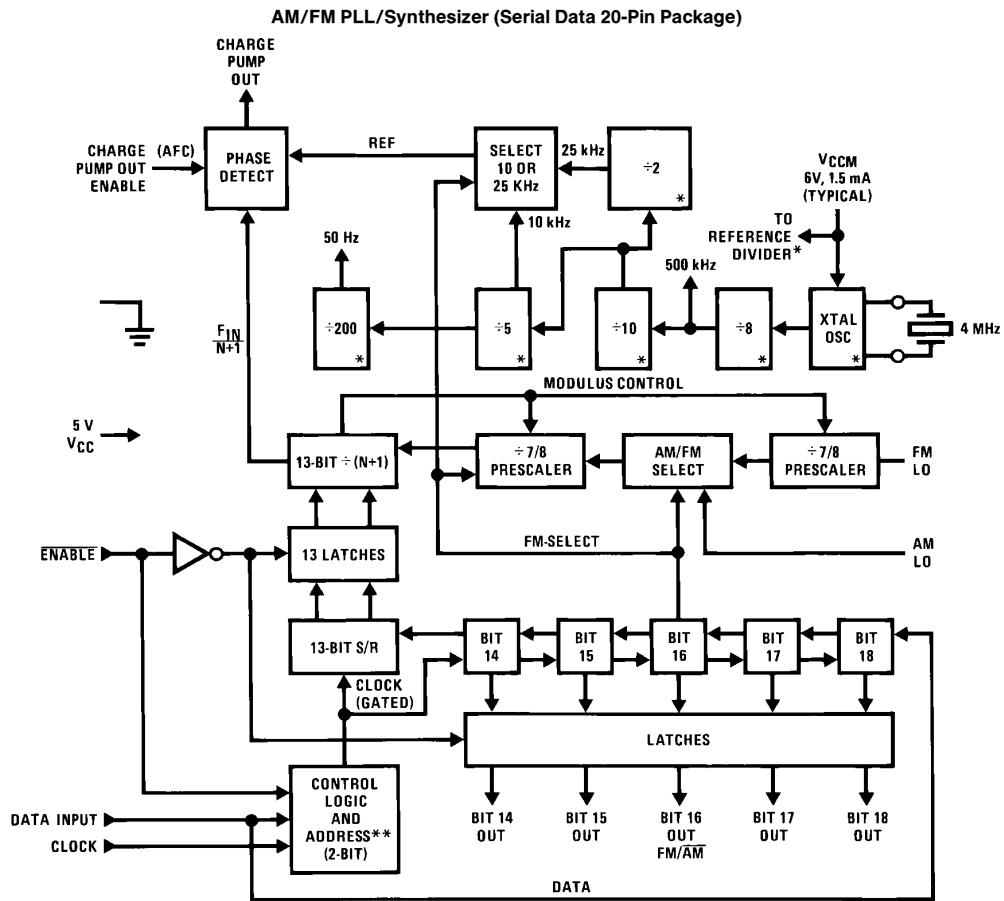 AM/FM PLL/Synthesizer (Serial Data 20-Pin Package)
CHARGE
PUMP
OUT
CHARGE
PUMP OUT
ENABLE
(AFC)
PHASE
DETECT
REF
SELECT
10 OR
25 KHz
25 kHz
÷2
*
VCCM
6V, 1.5 mA
(TYPICAL)
TO
REFERENCE
DIVIDER*
50 Hz
10 kHz
500 kHz
÷200
*
÷5
*
÷10
*
÷8
*
XTAL
OSC
*
4 MHz
FIN
N+1
MODULUS CONTROL
5 V
VCC
13-BIT ÷ (N+1)
÷ 7/8
PRESCALER
AM/FM
SELECT
÷ 7/8
PRESCALER
FM
LO
ENABLE
13 LATCHES
FM-SELECT
AM
LO
13-BIT S/R
BIT
14
BIT
15
BIT
16
BIT
17
BIT
18
CLOCK
(GATED)
LATCHES
CONTROL
LOGIC
AND
ADDRESS**
(2-BIT)
DATA INPUT
CLOCK
BIT 14
OUT
BIT 15
OUT
BIT 16
OUT
FM/AM
BIT 17
OUT
BIT 18
OUT
DATA